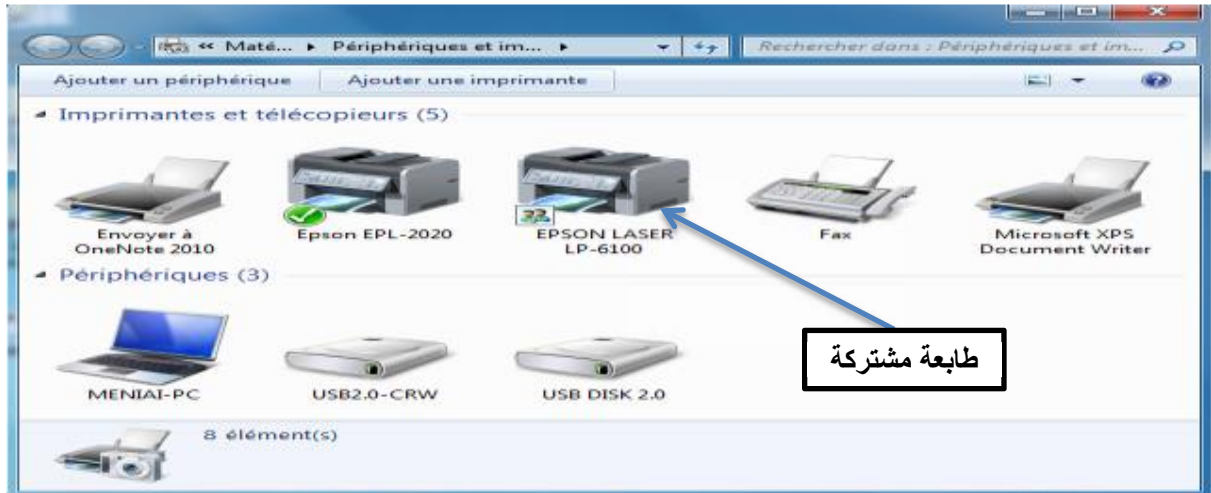 « Maté... ▸ Périphériques et im... ▸
Rechercher dans : Périphériques et im...
Ajouter un périphérique Ajouter une imprimante
Imprimantes et télécopieurs (5)
Envoyer à
OneNote 2010
Epson EPL-2020
EPSON LASER
LP-6100
Fax
Microsoft XPS
Document Writer
Périphériques (3)
MENIAI-PC
USB2.0-CRW
USB DISK 2.0
طابعة مشتركة
8 élément(s)